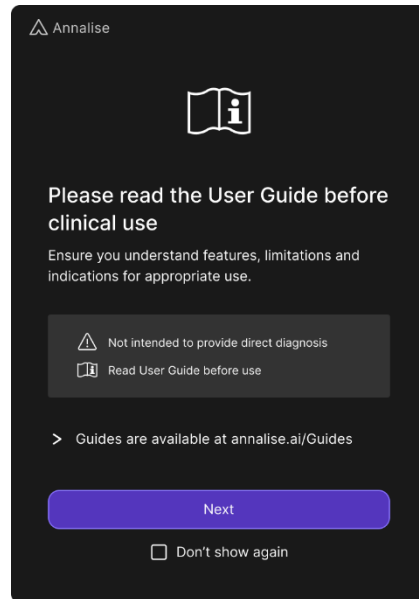 Annalise
Please read the User Guide before
clinical use
Ensure you understand features, limitations and
indications for appropriate use.
Not intended to provide direct diagnosis
Read User Guide before use
> Guides are available at annalise.ai/Guides
Next
Don't show again